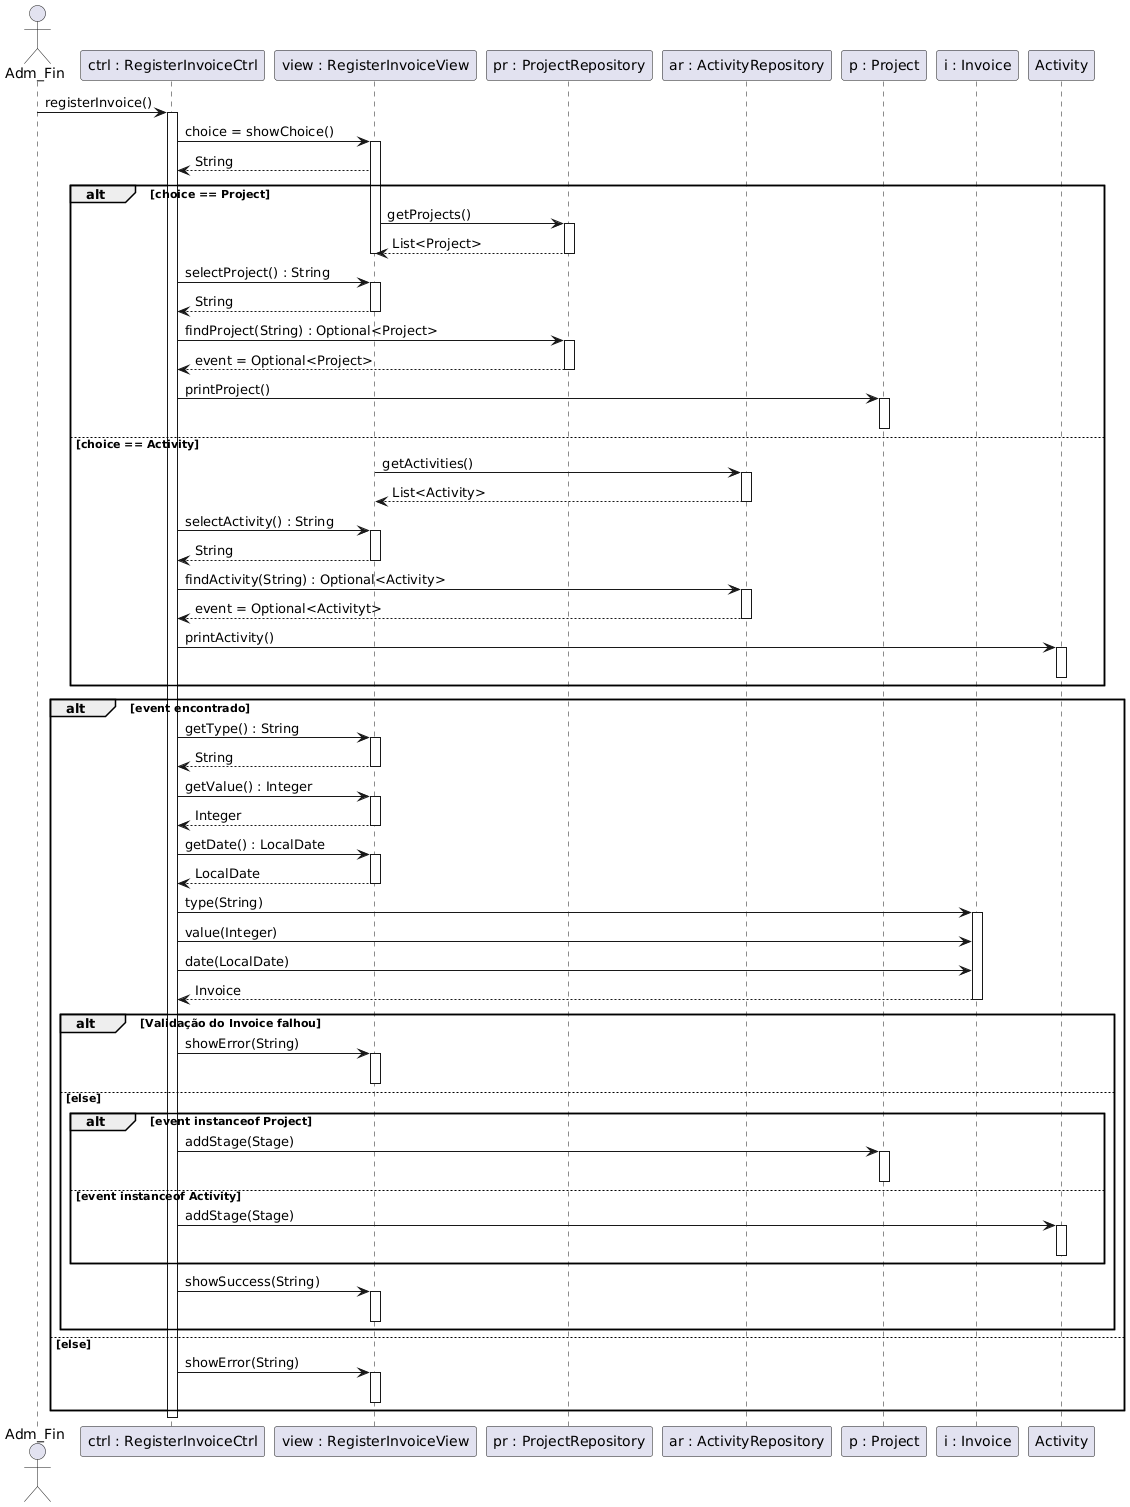 Adm_Fin
ctrl : RegisterInvoiceCtrl
view : RegisterInvoiceView
pr : ProjectRepository
ar : ActivityRepository
p : Project
i : Invoice
Activity
registerInvoice()
choice = showChoice()
String
alt
[choice == Project]
getProjects()
List<Project>
selectProject() : String
String
findProject(String) : Optional<Project>
event = Optional<Project>
printProject()
[choice == Activity]
getActivities()
List<Activity>
selectActivity() : String
String
findActivity(String) : Optional<Activity>
event = Optional<Activityt>
printActivity()
alt
[event encontrado]
getType() : String
String
getValue() : Integer
Integer
getDate() : LocalDate
LocalDate
type(String)
value(Integer)
date(LocalDate)
Invoice
alt
[Validação do Invoice falhou]
showError(String)
[else]
alt
[event instanceof Project]
addStage(Stage)
[event instanceof Activity]
addStage(Stage)
showSuccess(String)
[else]
showError(String)
Adm_Fin
ctrl : RegisterInvoiceCtrl
view : RegisterInvoiceView
pr : ProjectRepository
ar : ActivityRepository
p : Project
i : Invoice
Activity